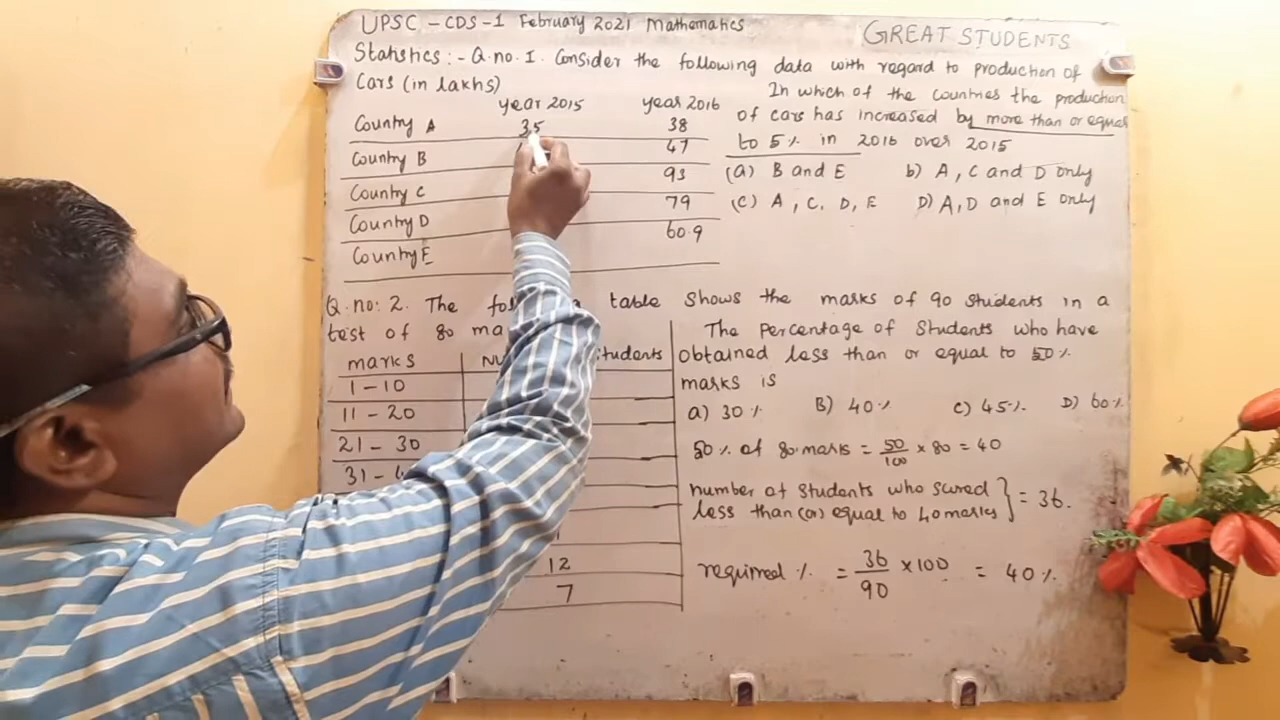 UPSC - CDS - 1 February 2021 Mathematics
GREAT STUDENTS
Statistics :- Q.no.I. Consider the following data with regard to production of
Cars (in lakhs)
year 2015 year 2016
Country A 35 38
Country B 47
Country C 93
Country D 79
Country E 60.9
In which of the countries the production
of cars has increased by more than or equal
to 5% in 2016 over 2015
(a) B and E b) A, C and D only
(c) A, C, D, E D) A, D and E only
Q.no: 2. The table shows the marks of 90 students in a
test of 80
marks students
1-10
11-20
21-30
31-
12
7
The Percentage of Students who have
obtained less than or equal to 50%
marks is
a) 30% B) 40% c) 45% D) 60%
50% of 80 marks = 50/100 x 80 = 40
number of Students who scured
less than (or) equal to 40 marks } = 36.
required % = 36/90 x 100 = 40%